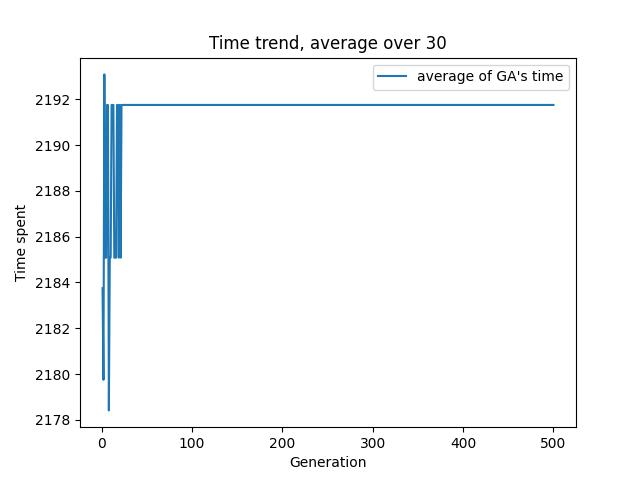 Time trend, average over 30
average of GA's time
2192
2190
2188
2186
2184
2182
2180
2178
Time spent
0 100 200 300 400 500
Generation